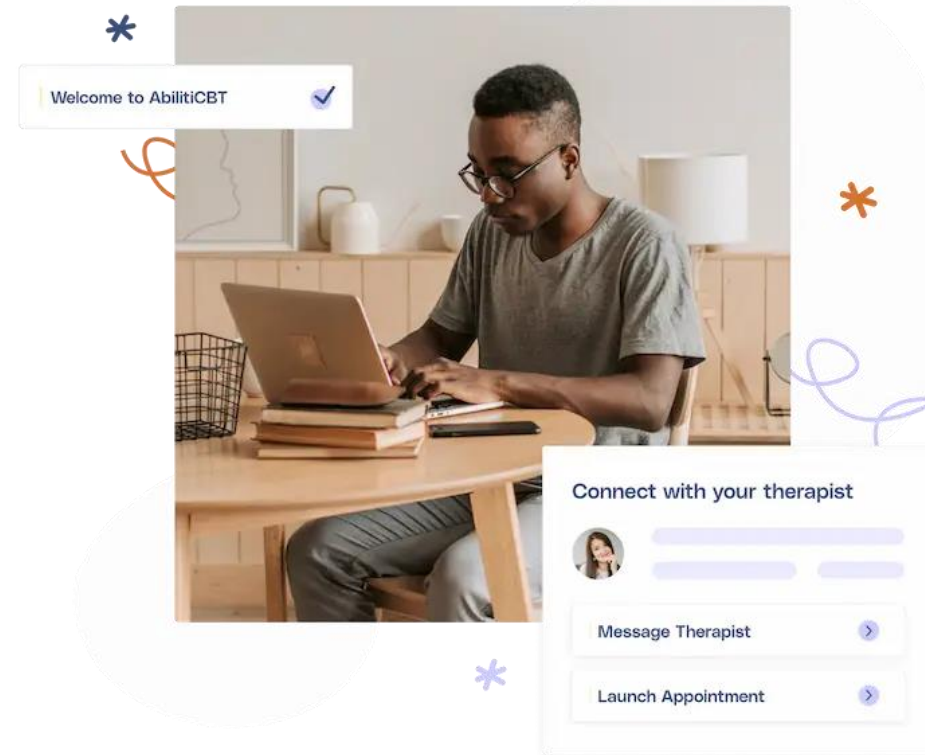 Welcome to AbilitiCBT
Connect with your therapist
Message Therapist
Launch Appointment